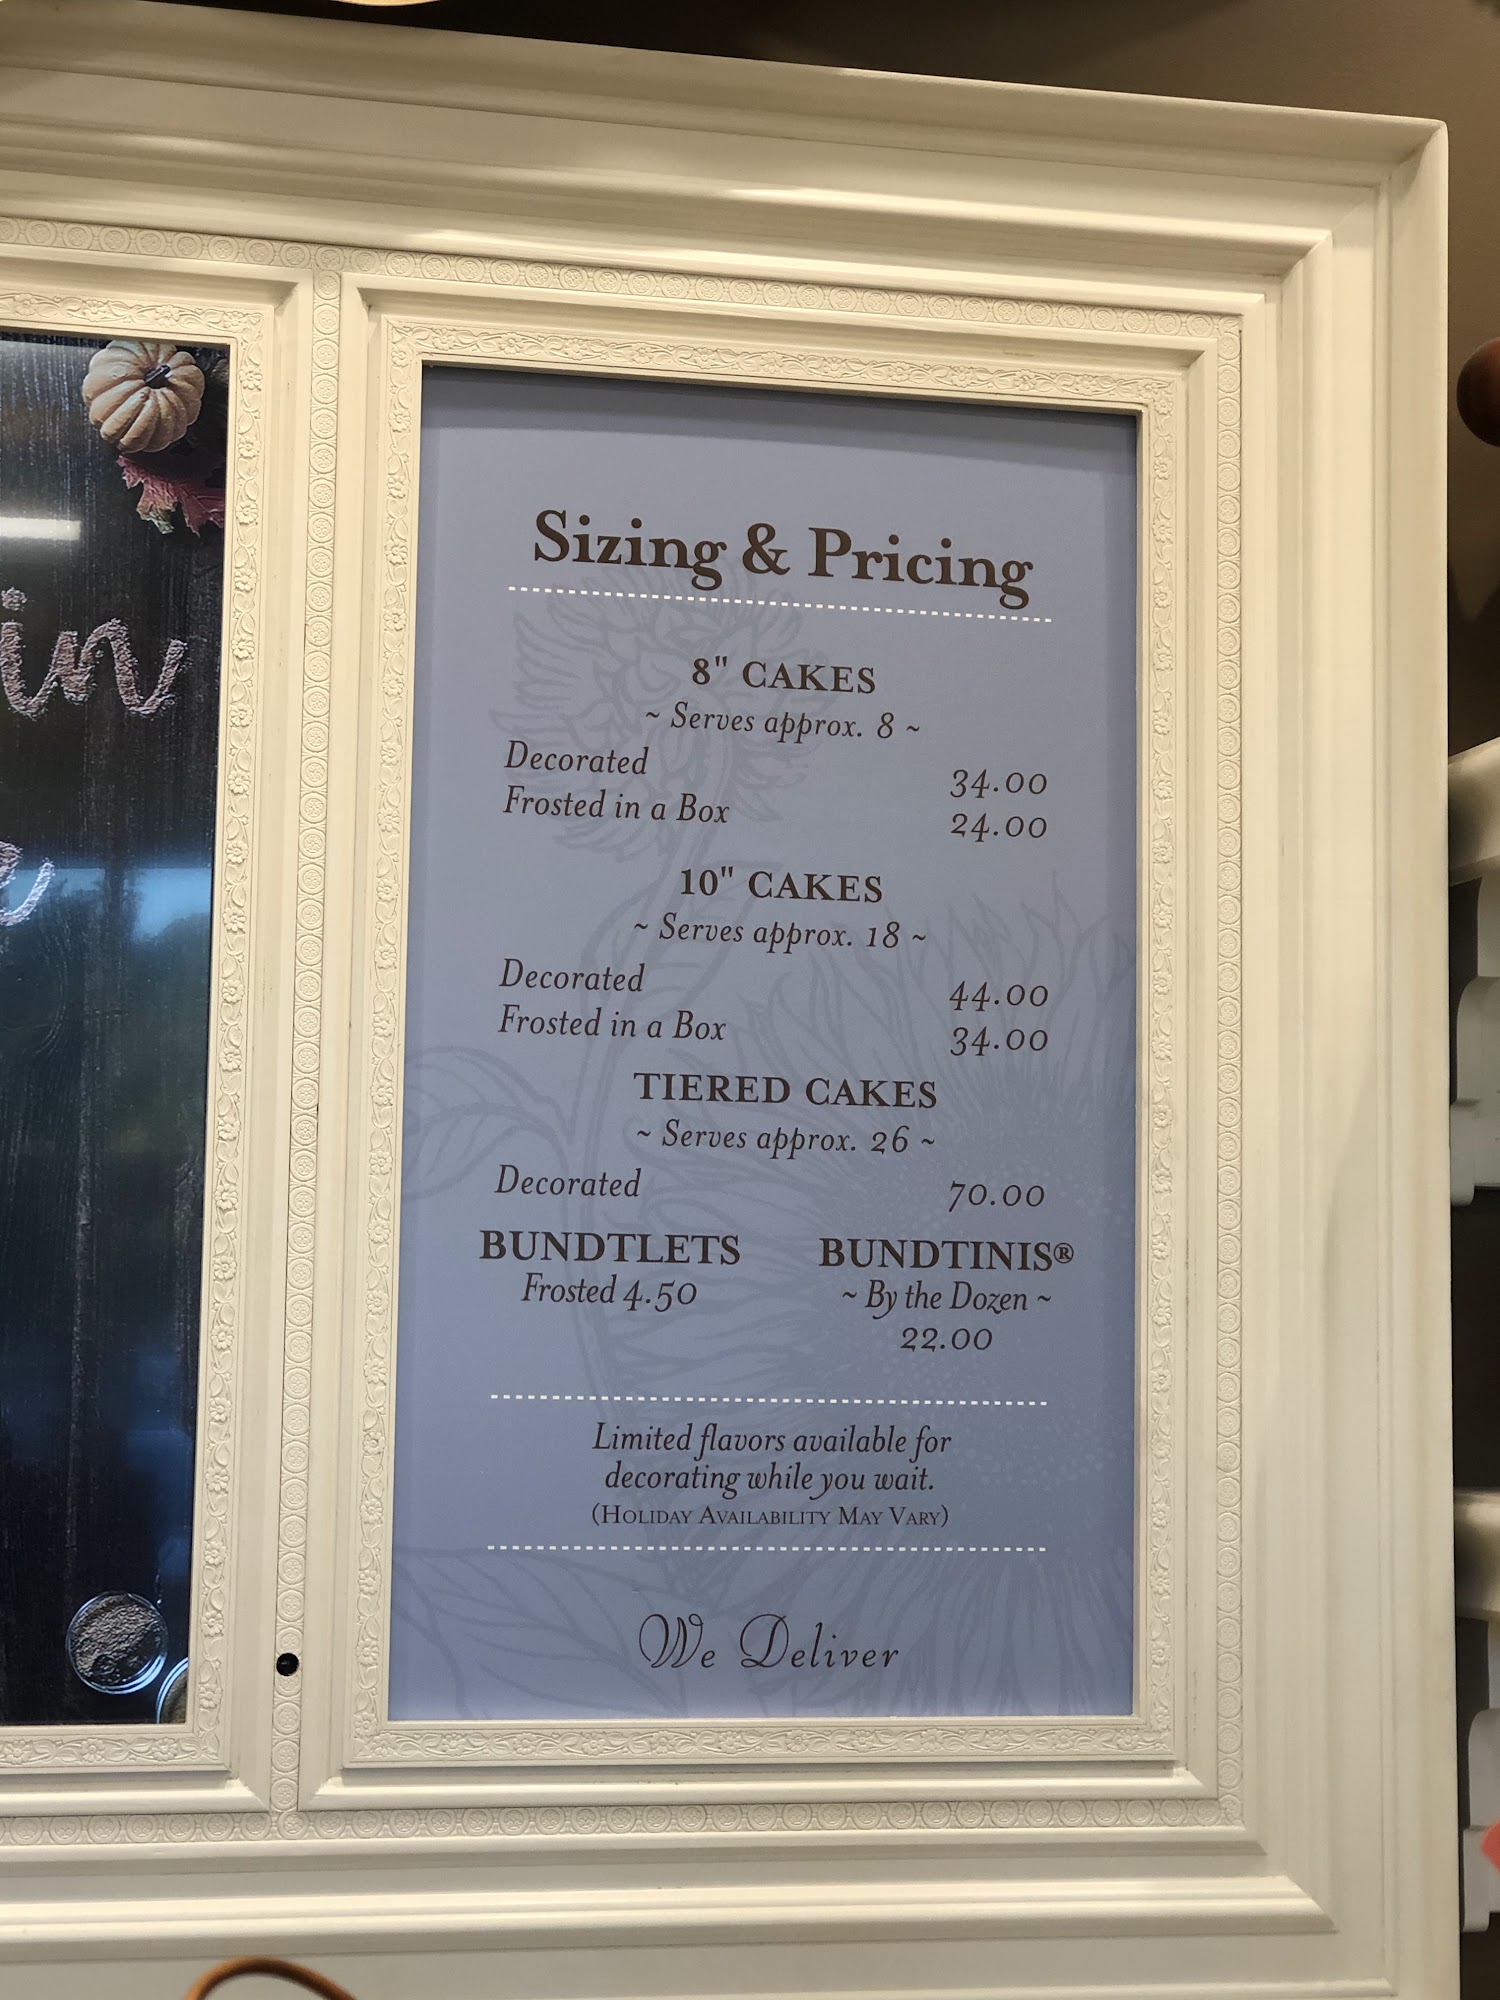 Sizing & Pricing
8" CAKES
~ Serves approx. 8 ~
Decorated 34.00
Frosted in a Box 24.00
10" CAKES
~ Serves approx. 18 ~
Decorated 44.00
Frosted in a Box 34.00
TIERED CAKES
~ Serves approx. 26 ~
Decorated 70.00
BUNDTLETS
Frosted 4.50
BUNDTINIS®
~ By the Dozen ~
22.00
Limited flavors available for
decorating while you wait.
(HOLIDAY AVAILABILITY MAY VARY)
We Deliver